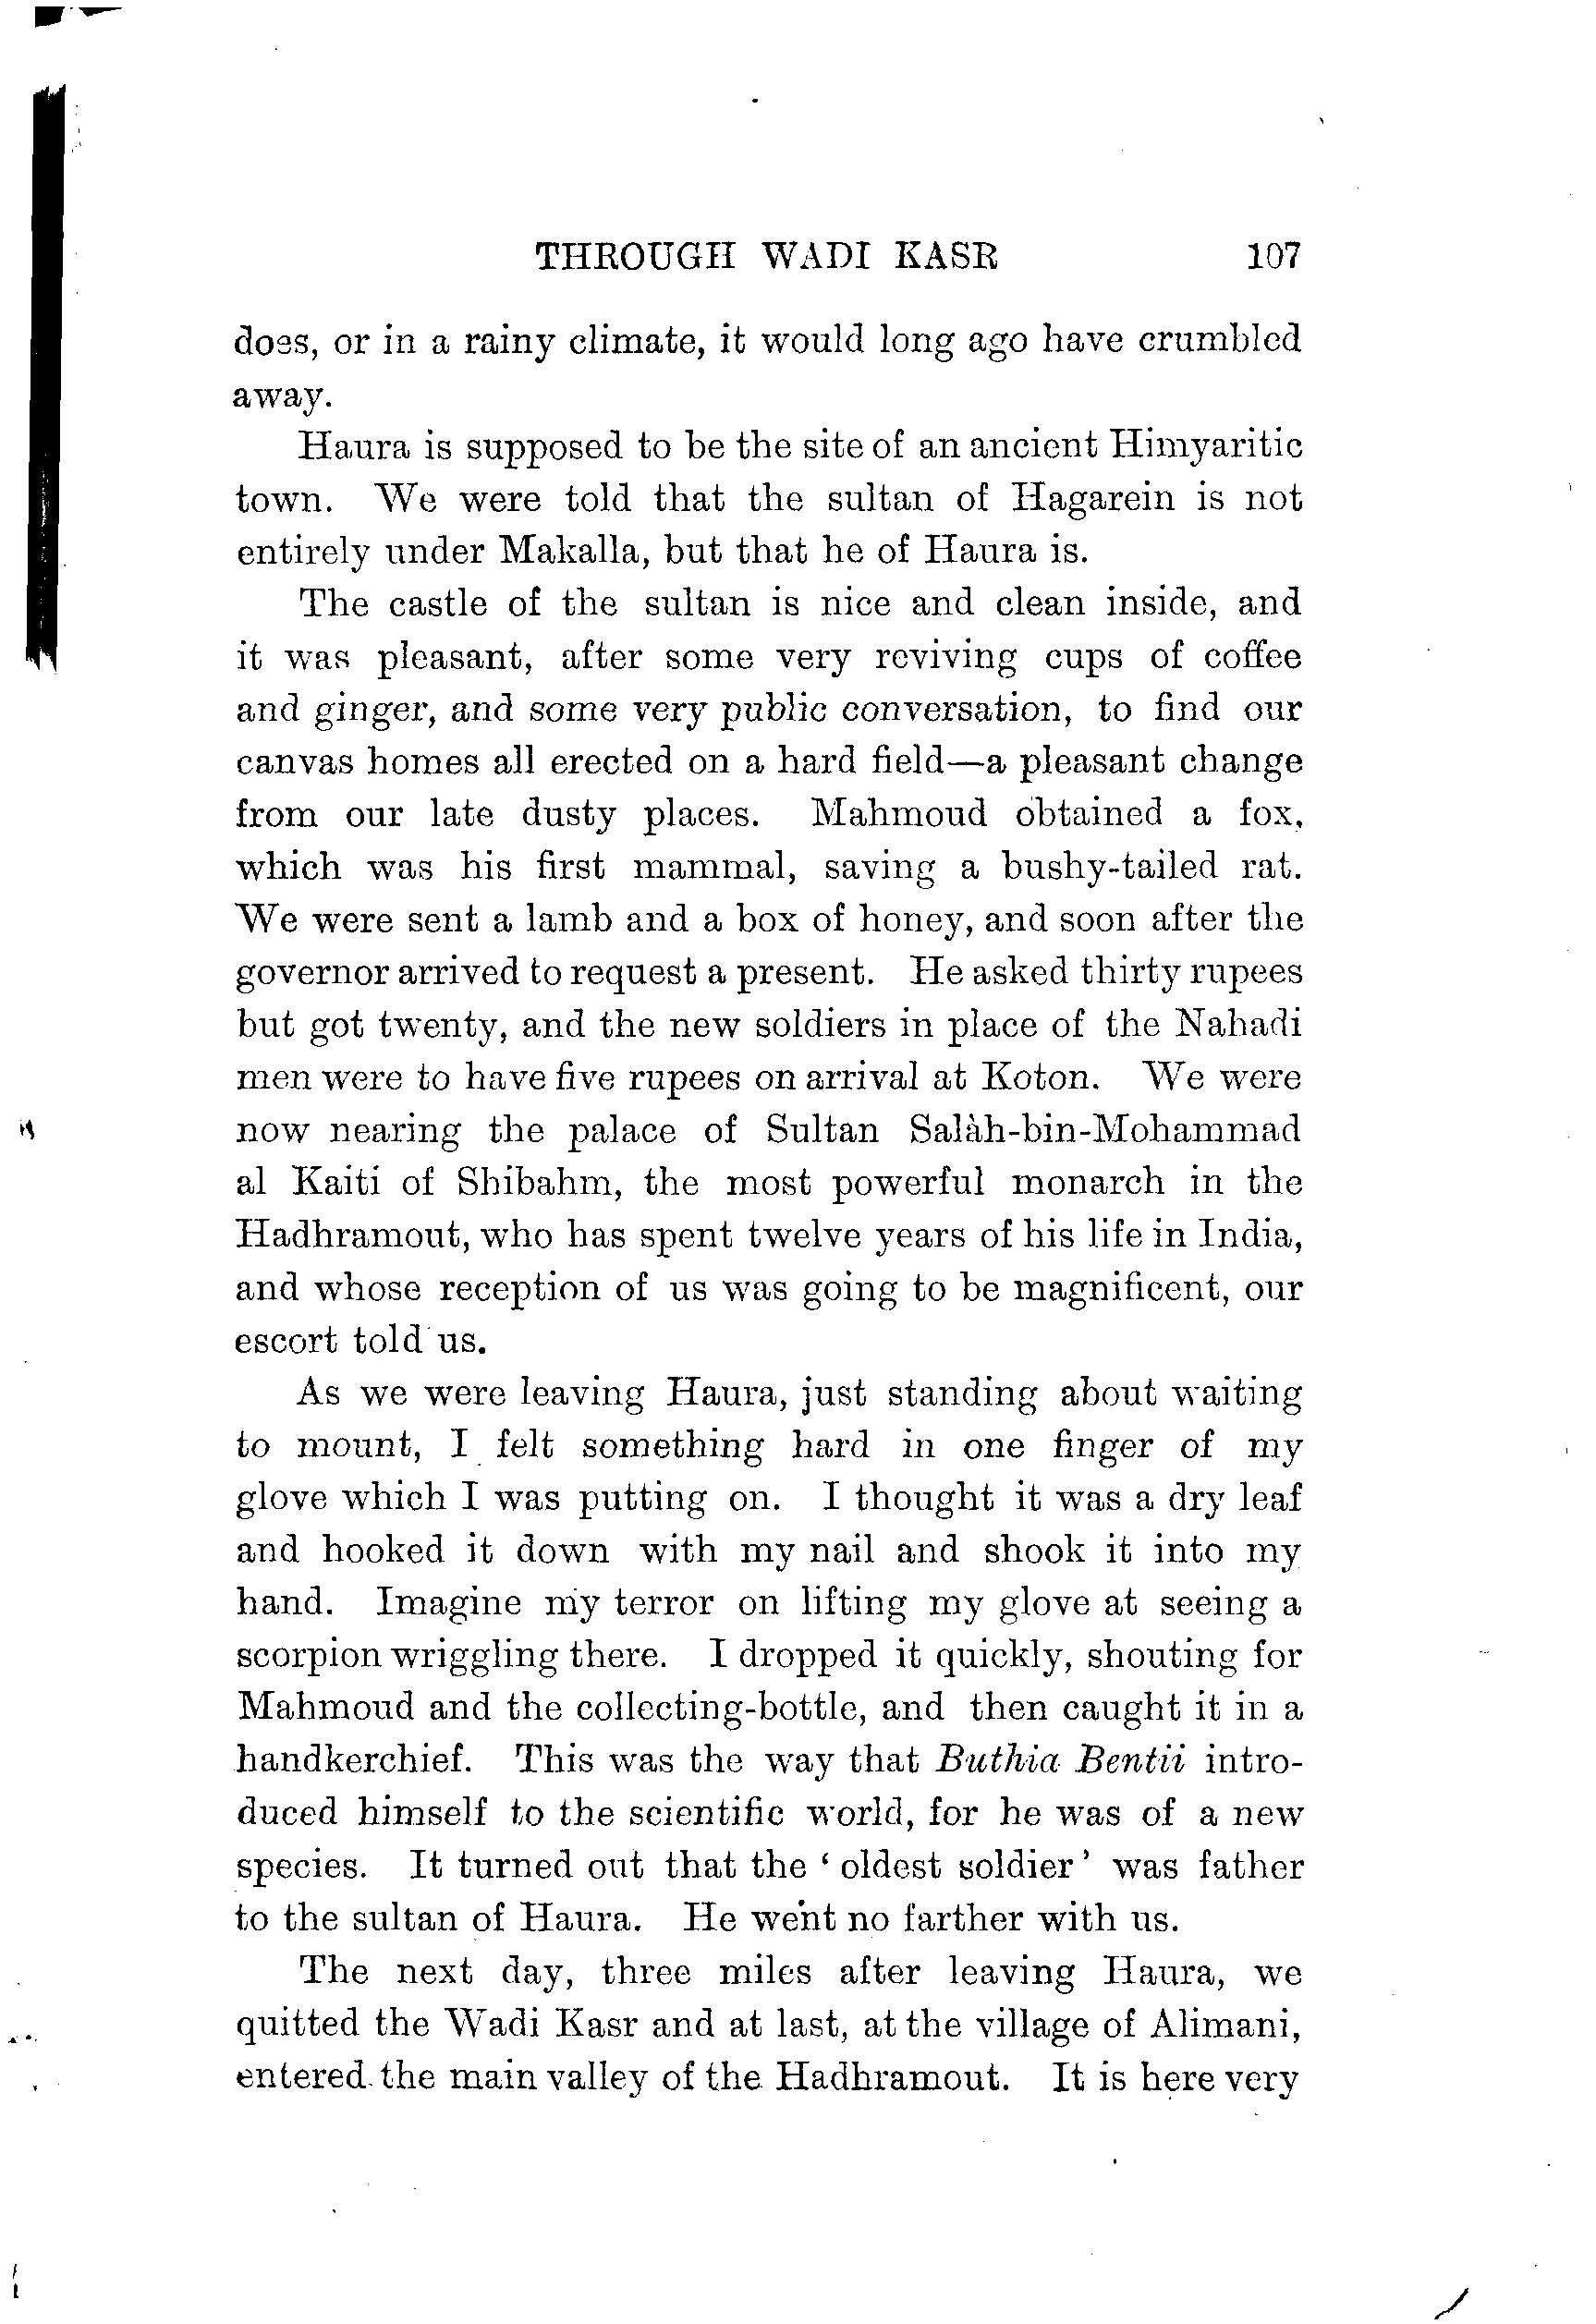 THROUGH WADI KASR 107
does, or in a rainy climate, it would long ago have crumbled
away.
Haura is supposed to be the site of an ancient Himyaritic
town. We were told that the sultan of Hagarein is not
entirely under Makalla, but that he of Haura is.
The castle of the sultan is nice and clean inside, and
it was pleasant, after some very reviving cups of coffee
and ginger, and some very public conversation, to find our
canvas homes all erected on a hard field—a pleasant change
from our late dusty places. Mahmoud obtained a fox,
which was his first mammal, saving a bushy-tailed rat.
We were sent a lamb and a box of honey, and soon after the
governor arrived to request a present. He asked thirty rupees
but got twenty, and the new soldiers in place of the Nahadi
men were to have five rupees on arrival at Koton. We were
now nearing the palace of Sultan Salàh-bin-Mohammad
al Kaiti of Shibahm, the most powerful monarch in the
Hadhramout, who has spent twelve years of his life in India,
and whose reception of us was going to be magnificent, our
escort told us.
As we were leaving Haura, just standing about waiting
to mount, I felt something hard in one finger of my
glove which I was putting on. I thought it was a dry leaf
and hooked it down with my nail and shook it into my
hand. Imagine my terror on lifting my glove at seeing a
scorpion wriggling there. I dropped it quickly, shouting for
Mahmoud and the collecting-bottle, and then caught it in a
handkerchief. This was the way that Buthia Bentii intro-
duced himself to the scientific world, for he was of a new
species. It turned out that the ‘ oldest soldier ’ was father
to the sultan of Haura. He went no farther with us.
The next day, three miles after leaving Haura, we
quitted the Wadi Kasr and at last, at the village of Alimani,
entered the main valley of the Hadhramout. It is here very